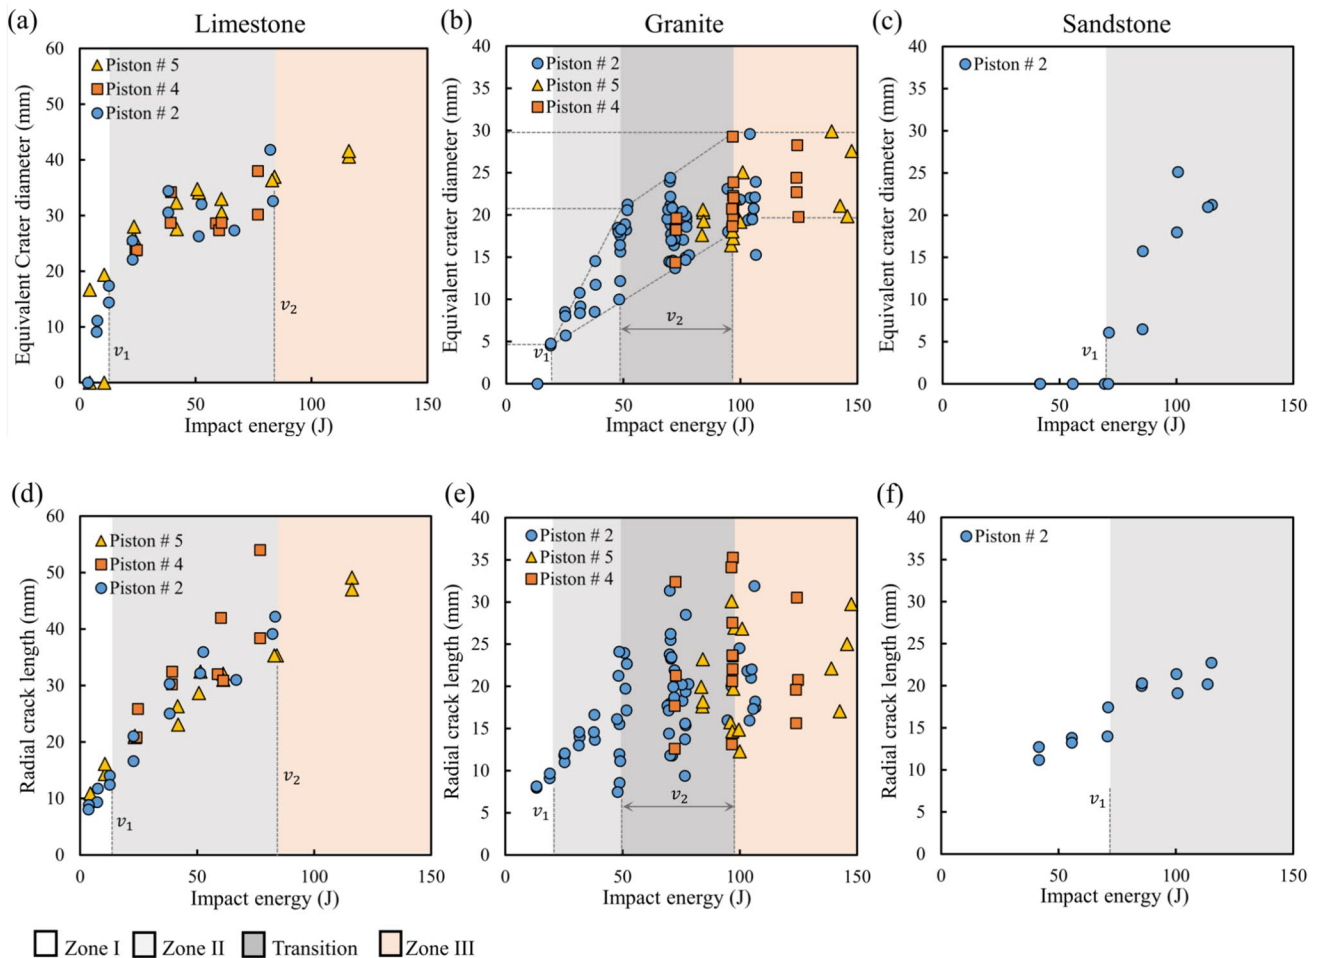 (a)
Limestone
60
50
40
30
20
10
0
Equivalent Crater diameter (mm)
Piston # 5
Piston # 4
Piston # 2
v1
v2
0 50 100 150
Impact energy (J)
(b)
Granite
40
35
30
25
20
15
10
5
0
Equivalent crater diameter (mm)
Piston # 2
Piston # 5
Piston # 4
v1
v2
0 50 100 150
Impact energy (J)
(c)
Sandstone
40
35
30
25
20
15
10
5
0
Equivalent crater diameter (mm)
Piston # 2
v1
0 50 100 150
Impact energy (J)
(d)
60
50
40
30
20
10
0
Radial crack length (mm)
Piston # 5
Piston # 4
Piston # 2
v1
v2
0 50 100 150
Impact energy (J)
(e)
40
35
30
25
20
15
10
5
0
Radial crack length (mm)
Piston # 2
Piston # 5
Piston # 4
v1
v2
0 50 100 150
Impact energy (J)
(f)
40
35
30
25
20
15
10
5
0
Radial crack length (mm)
Piston # 2
v1
0 50 100 150
Impact energy (J)
Zone I Zone II Transition Zone III